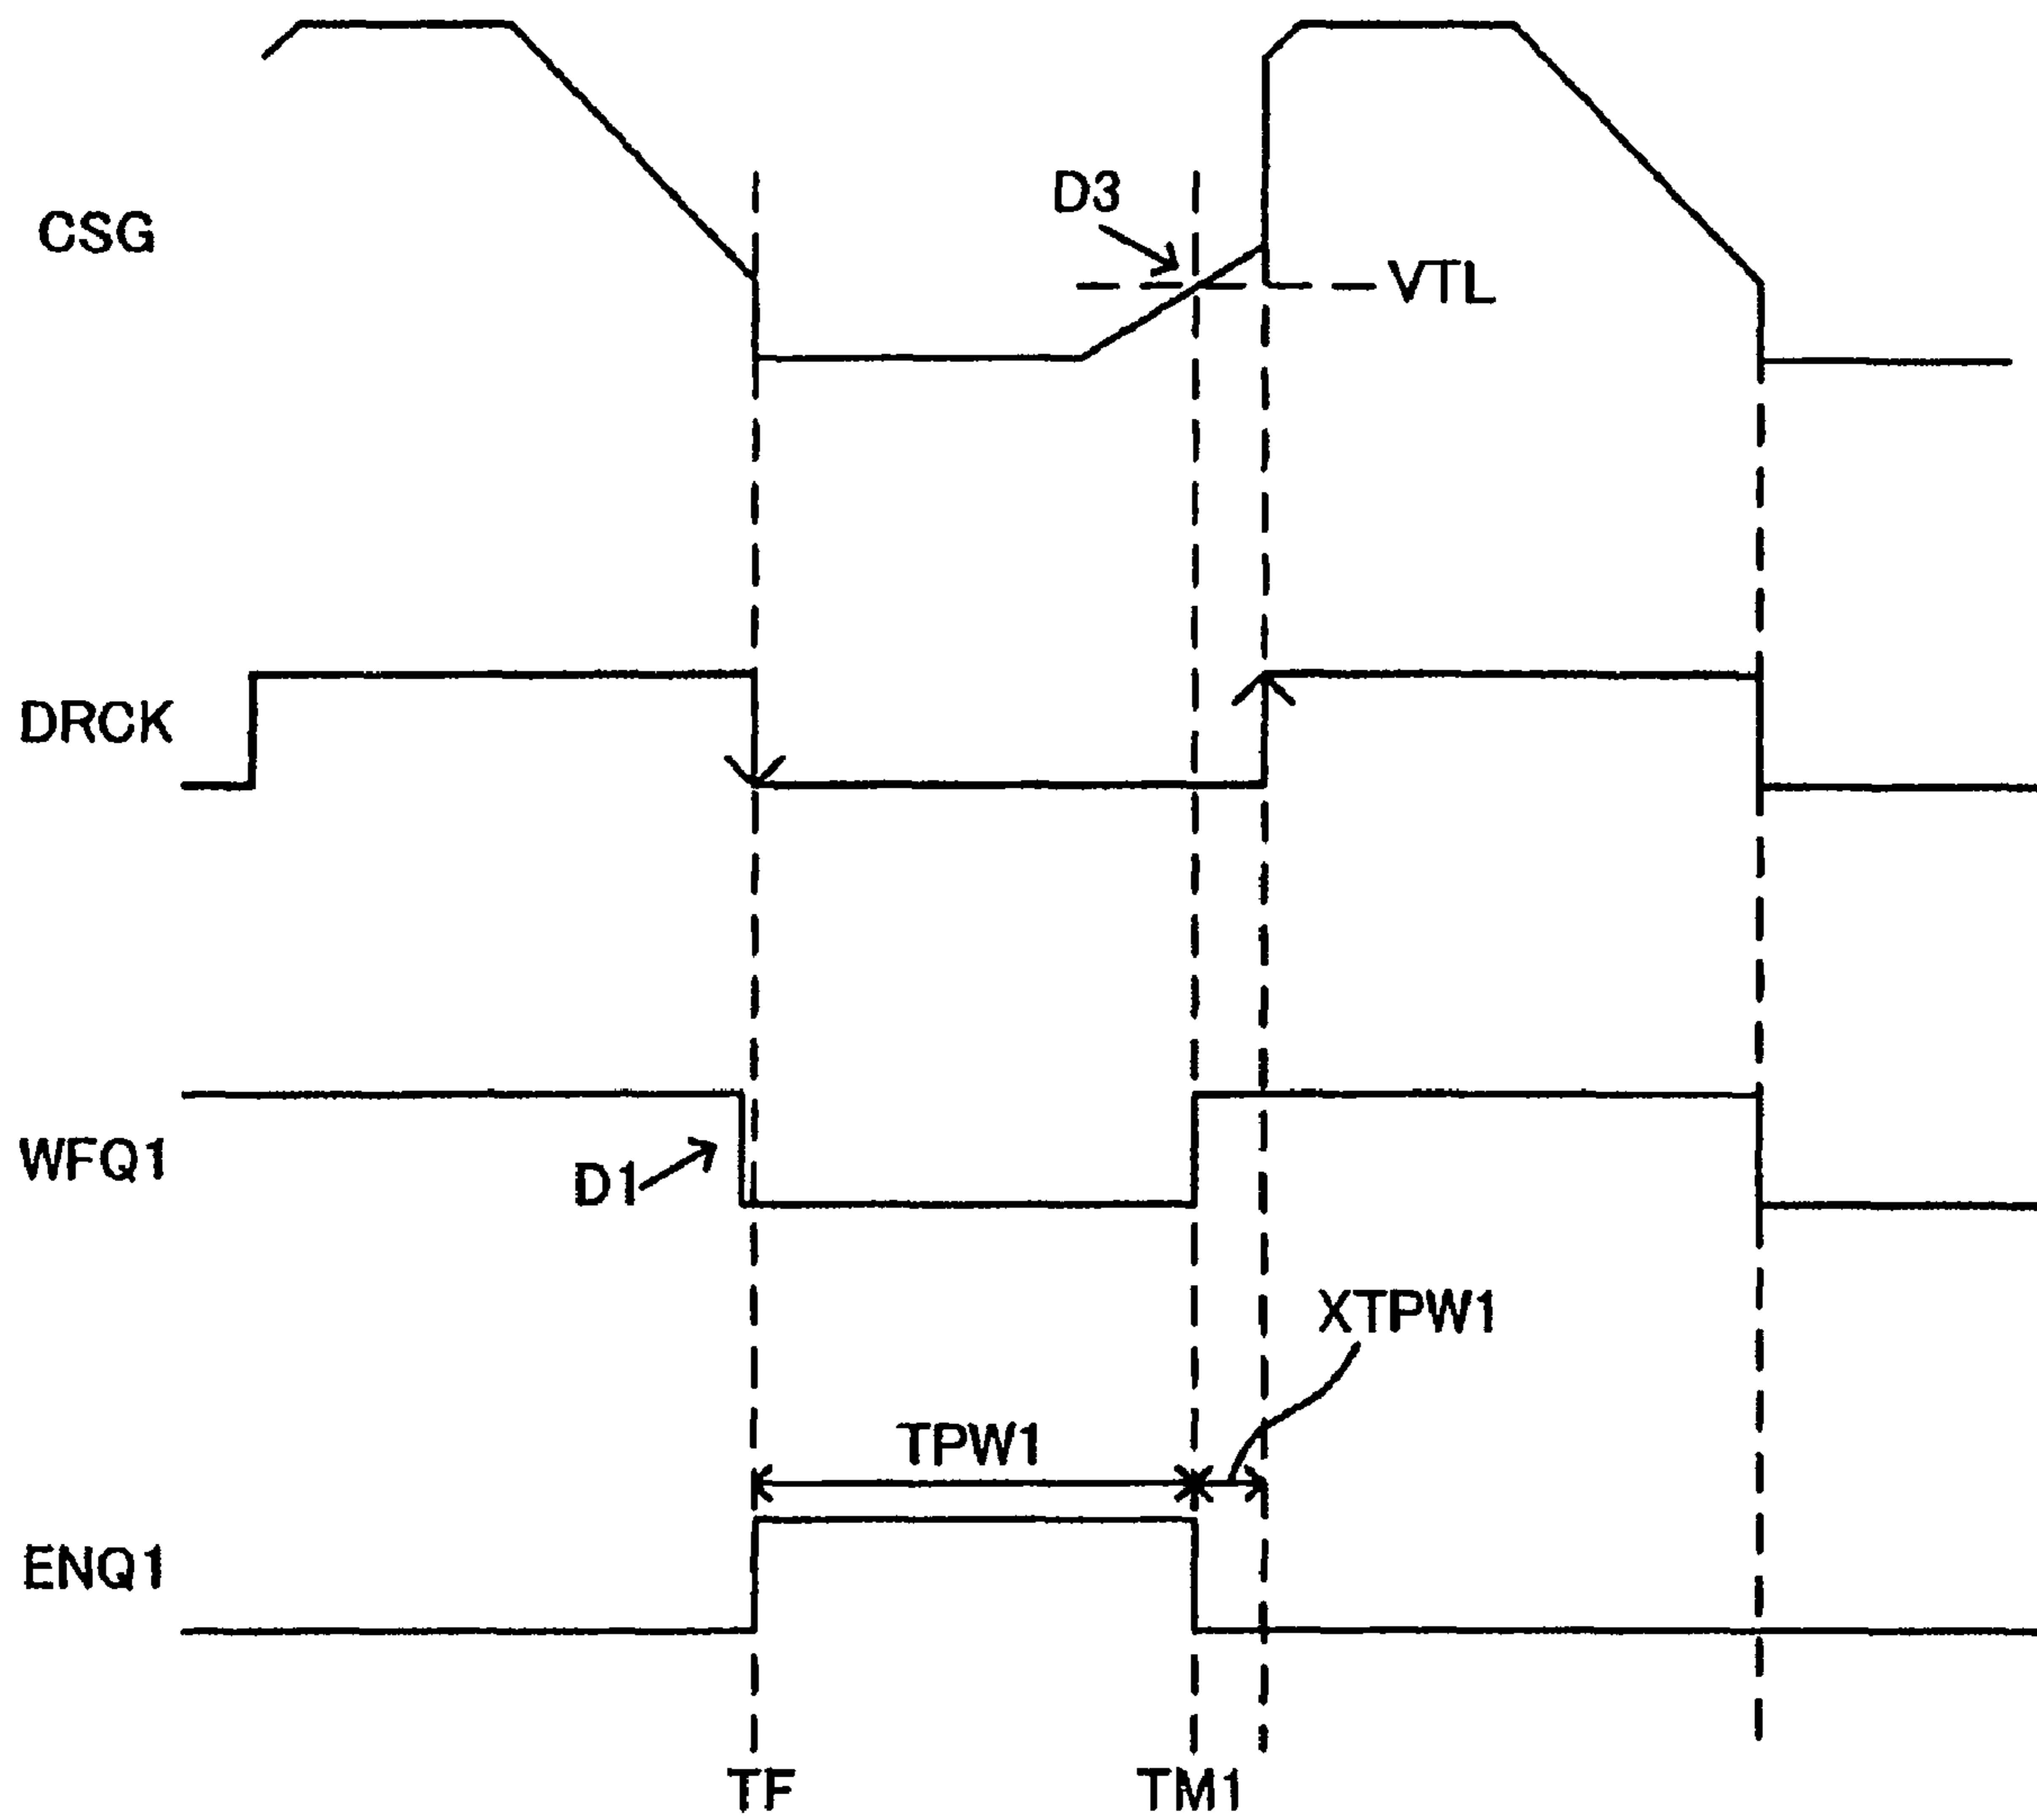 D3
CSG
VTL
DRCK
WFQ1
D1
XTPW1
TPW1
ENQ1
TF
TM1